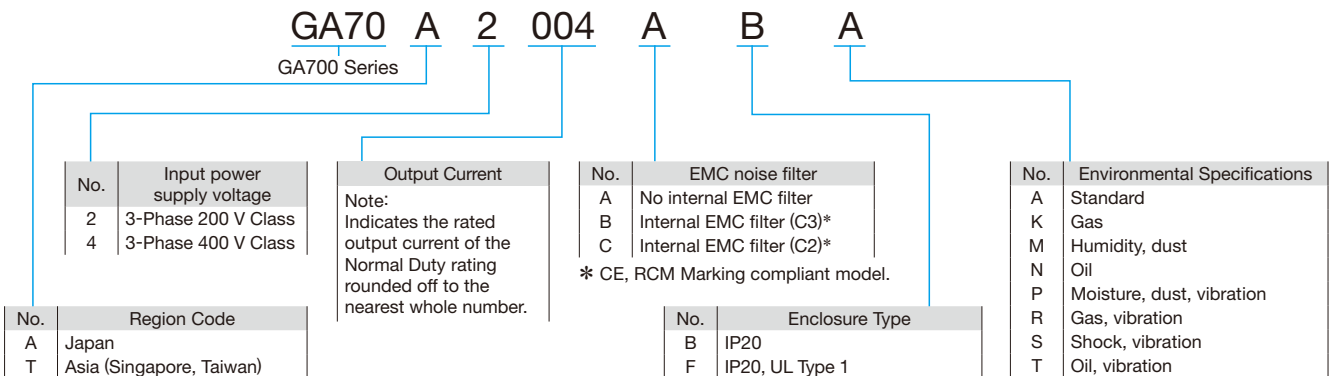 GA70 A 2 004 A B A
GA700 Series
No. Input power supply voltage
2 3-Phase 200 V Class
4 3-Phase 400 V Class
Output Current
Note:
Indicates the rated
output current of the
Normal Duty rating
rounded off to the
nearest whole number.
No. EMC noise filter
A No internal EMC filter
B Internal EMC filter (C3)*
C Internal EMC filter (C2)*
* CE, RCM Marking compliant model.
No. Environmental Specifications
A Standard
K Gas
M Humidity, dust
N Oil
P Moisture, dust, vibration
R Gas, vibration
S Shock, vibration
T Oil, vibration
No. Region Code
A Japan
T Asia (Singapore, Taiwan)
No. Enclosure Type
B IP20
F IP20, UL Type 1